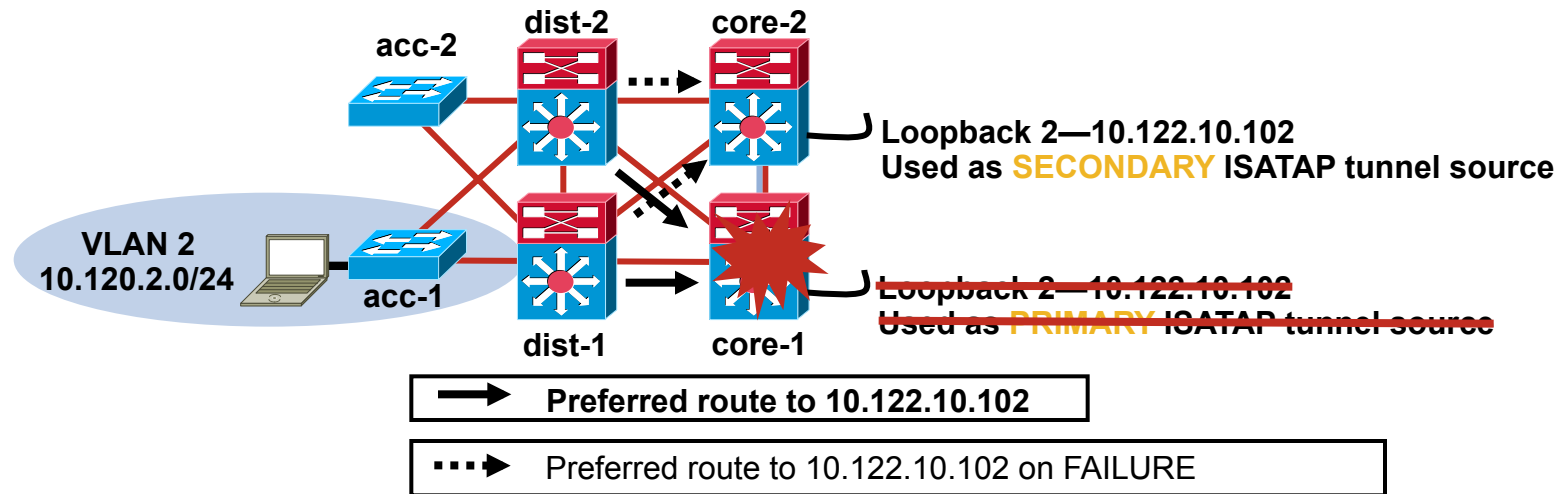 dist-2
core-2
acc-2
Loopback 2—10.122.10.102
Used as SECONDARY ISATAP tunnel source
VLAN 2
10.120.2.0/24
acc-1
Loopback 2—10.122.10.102
Used as PRIMARY ISATAP tunnel source
dist-1
core-1
Preferred route to 10.122.10.102
Preferred route to 10.122.10.102 on FAILURE